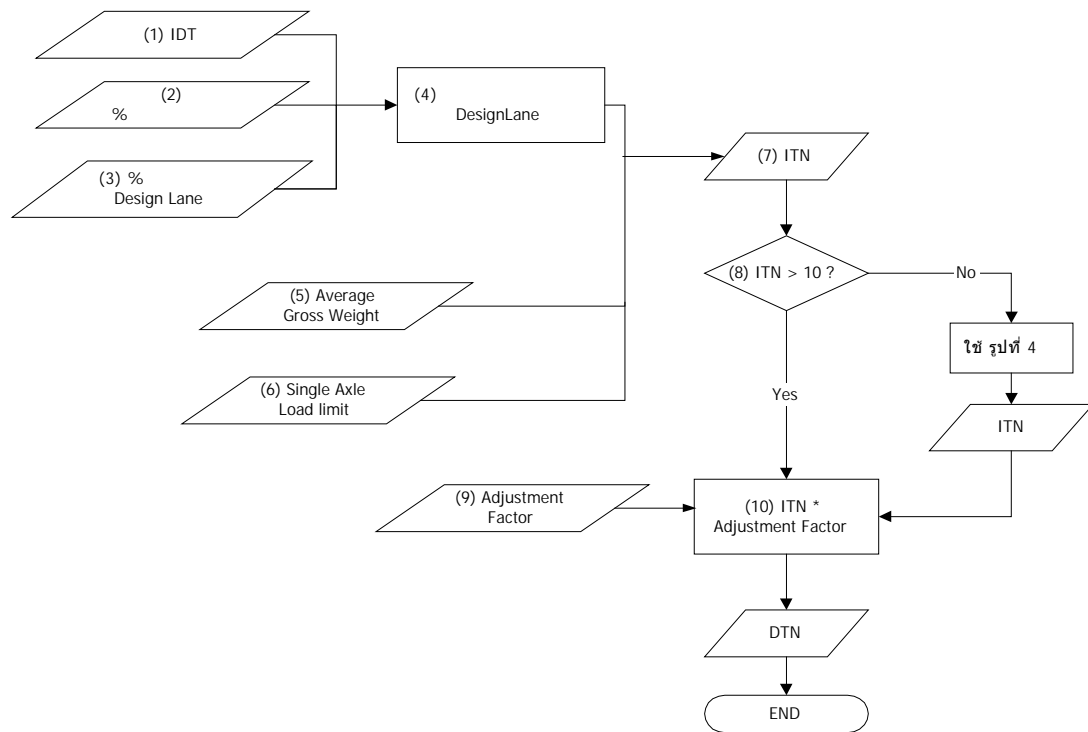 (1) IDT
(2)
%
(3) %
Design Lane
(4)
DesignLane
(5) Average
Gross Weight
(6) Single Axle
Load limit
(7) ITN
(8) ITN > 10 ?
No
Yes
ใช้ รูปที่ 4
ITN
(9) Adjustment
Factor
(10) ITN *
Adjustment Factor
DTN
END